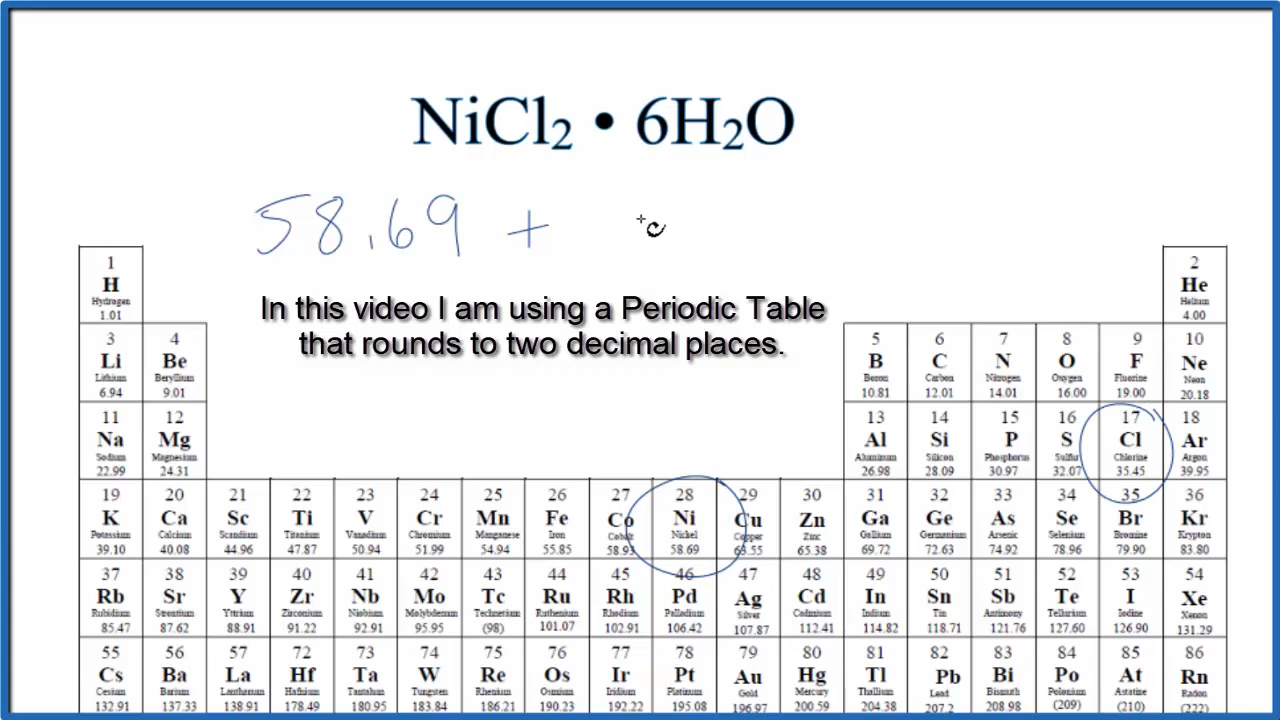 NiCl₂ • 6H₂O
58.69 +
In this video I am using a Periodic Table
that rounds to two decimal places.
1 2
H He
Hydrogen Helium
1.01 4.00
3 4 5 6 7 8 9 10
Li Be B C N O F Ne
Lithium Beryllium Boron Carbon Nitrogen Oxygen Fluorine Neon
6.94 9.01 10.81 12.01 14.01 16.00 19.00 20.18
11 12 13 14 15 16 17 18
Na Mg Al Si P S Cl Ar
Sodium Magnesium Aluminum Silicon Phosphorus Sulfur Chlorine Argon
22.99 24.31 26.98 28.09 30.97 32.07 35.45 39.95
19 20 21 22 23 24 25 26 27 28 29 30 31 32 33 34 35 36
K Ca Sc Ti V Cr Mn Fe Co Ni Cu Zn Ga Ge As Se Br Kr
Potassium Calcium Scandium Titanium Vanadium Chromium Manganese Iron Cobalt Nickel Copper Zinc Gallium Germanium Arsenic Selenium Bromine Krypton
39.10 40.08 44.96 47.87 50.94 51.99 54.94 55.85 58.93 58.69 63.55 65.38 69.72 72.63 74.92 78.96 79.90 83.80
37 38 39 40 41 42 43 44 45 46 47 48 49 50 51 52 53 54
Rb Sr Y Zr Nb Mo Tc Ru Rh Pd Ag Cd In Sn Sb Te I Xe
Rubidium Strontium Yttrium Zirconium Niobium Molybdenum Technetium Ruthenium Rhodium Palladium Silver Cadmium Indium Tin Antimony Tellurium Iodine Xenon
85.47 87.62 88.91 91.22 92.91 95.95 (98) 101.07 102.91 106.42 107.87 112.41 114.82 118.71 121.76 127.60 126.90 131.29
55 56 57 72 73 74 75 76 77 78 79 80 81 82 83 84 85 86
Cs Ba La Hf Ta W Re Os Ir Pt Au Hg Tl Pb Bi Po At Rn
Cesium Barium Lanthanum Hafnium Tantalum Tungsten Rhenium Osmium Iridium Platinum Gold Mercury Thallium Lead Bismuth Polonium Astatine Radon
132.91 137.33 138.91 178.49 180.95 183.84 186.21 190.23 192.22 195.08 196.97 200.59 204.38 207.2 208.98 (209) (210) (222)